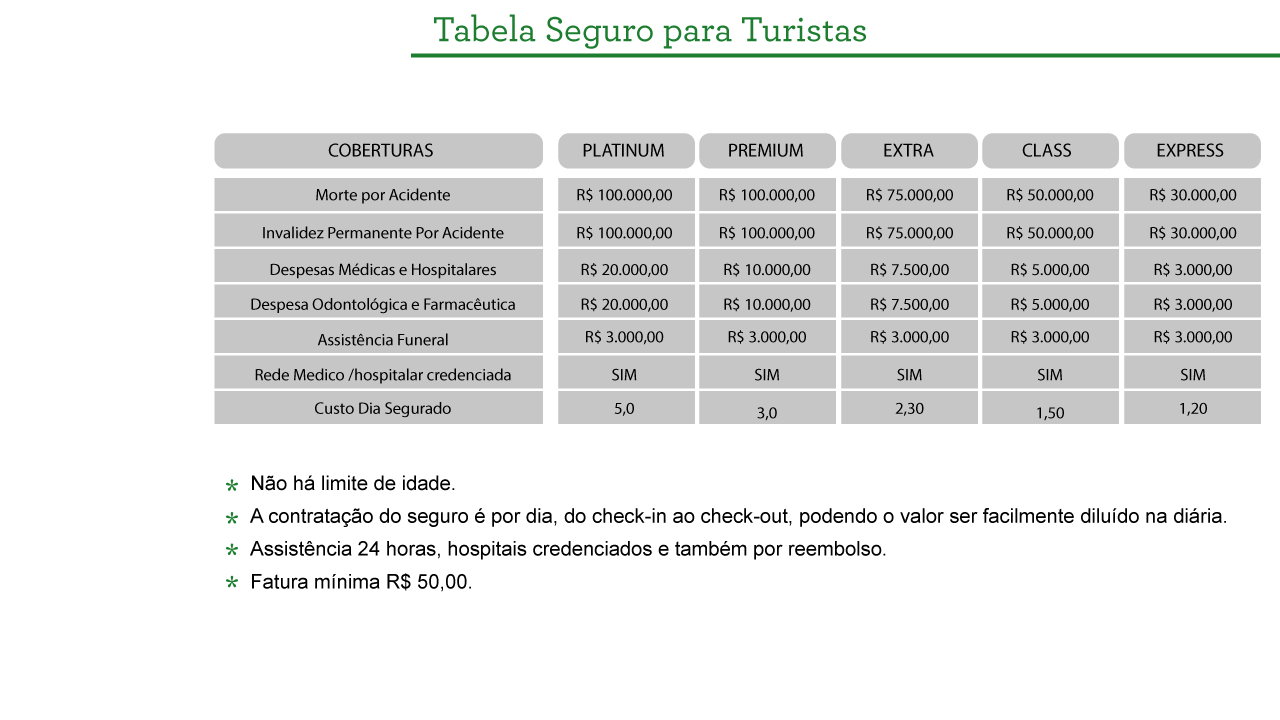 Tabela Seguro para Turistas
COBERTURAS PLATINUM PREMIUM EXTRA CLASS EXPRESS
Morte por Acidente R$ 100.000,00 R$ 100.000,00 R$ 75.000,00 R$ 50.000,00 R$ 30.000,00
Invalidez Permanente Por Acidente R$ 100.000,00 R$ 100.000,00 R$ 75.000,00 R$ 50.000,00 R$ 30.000,00
Despesas Médicas e Hospitalares R$ 20.000,00 R$ 10.000,00 R$ 7.500,00 R$ 5.000,00 R$ 3.000,00
Despesa Odontológica e Farmacêutica R$ 20.000,00 R$ 10.000,00 R$ 7.500,00 R$ 5.000,00 R$ 3.000,00
Assistência Funeral R$ 3.000,00 R$ 3.000,00 R$ 3.000,00 R$ 3.000,00 R$ 3.000,00
Rede Medico /hospitalar credenciada SIM SIM SIM SIM SIM
Custo Dia Segurado 5,0 3,0 2,30 1,50 1,20
* Não há limite de idade.
* A contratação do seguro é por dia, do check-in ao check-out, podendo o valor ser facilmente diluído na diária.
* Assistência 24 horas, hospitais credenciados e também por reembolso.
* Fatura mínima R$ 50,00.